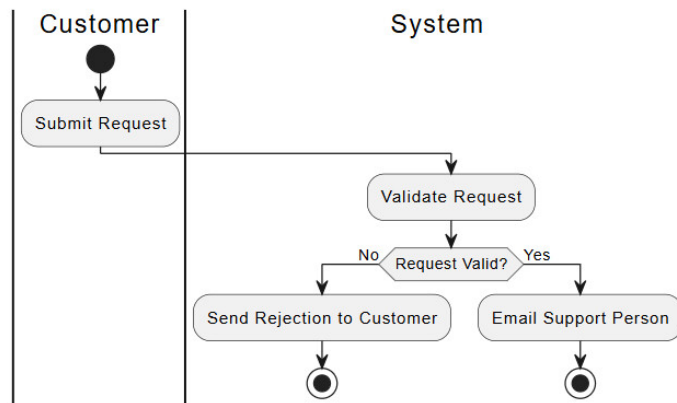 Customer
System
Submit Request
Validate Request
No
Request Valid?
Yes
Send Rejection to Customer
Email Support Person